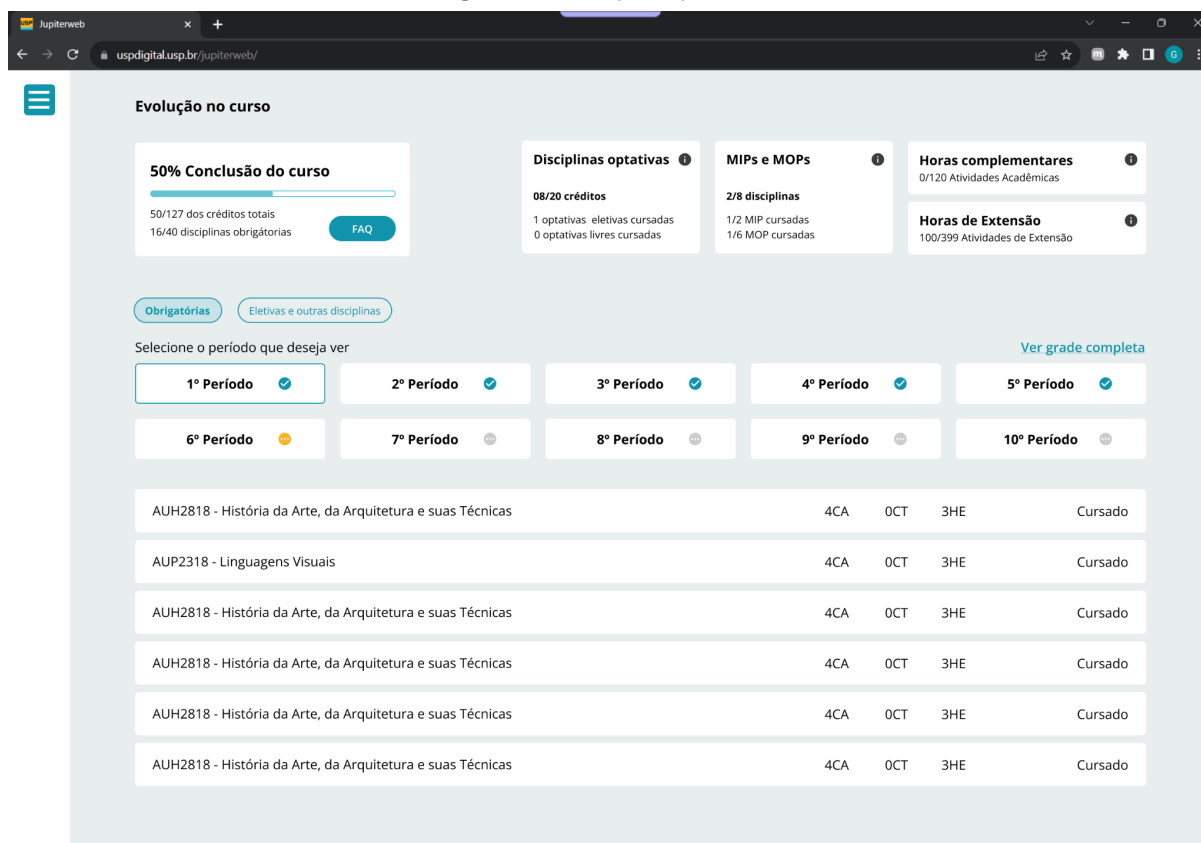 USP Jupiterweb
uspdigital.usp.br/jupiterweb/
m
G
Evolução no curso
50% Conclusão do curso
50/127 dos créditos totais
16/40 disciplinas obrigátorias
FAQ
Disciplinas optativas
08/20 créditos
1 optativas eletivas cursadas
0 optativas livres cursadas
MIPs e MOPs
2/8 disciplinas
1/2 MIP cursadas
1/6 MOP cursadas
Horas complementares
0/120 Atividades Acadêmicas
Horas de Extensão
100/399 Atividades de Extensão
Obrigatórias
Eletivas e outras disciplinas
Selecione o período que deseja ver
Ver grade completa
1º Período
2º Período
3º Período
4º Período
5º Período
6º Período
7º Período
8º Período
9º Período
10º Período
AUH2818 - História da Arte, da Arquitetura e suas Técnicas 4CA 0CT 3HE Cursado
AUP2318 - Linguagens Visuais 4CA 0CT 3HE Cursado
AUH2818 - História da Arte, da Arquitetura e suas Técnicas 4CA 0CT 3HE Cursado
AUH2818 - História da Arte, da Arquitetura e suas Técnicas 4CA 0CT 3HE Cursado
AUH2818 - História da Arte, da Arquitetura e suas Técnicas 4CA 0CT 3HE Cursado
AUH2818 - História da Arte, da Arquitetura e suas Técnicas 4CA 0CT 3HE Cursado